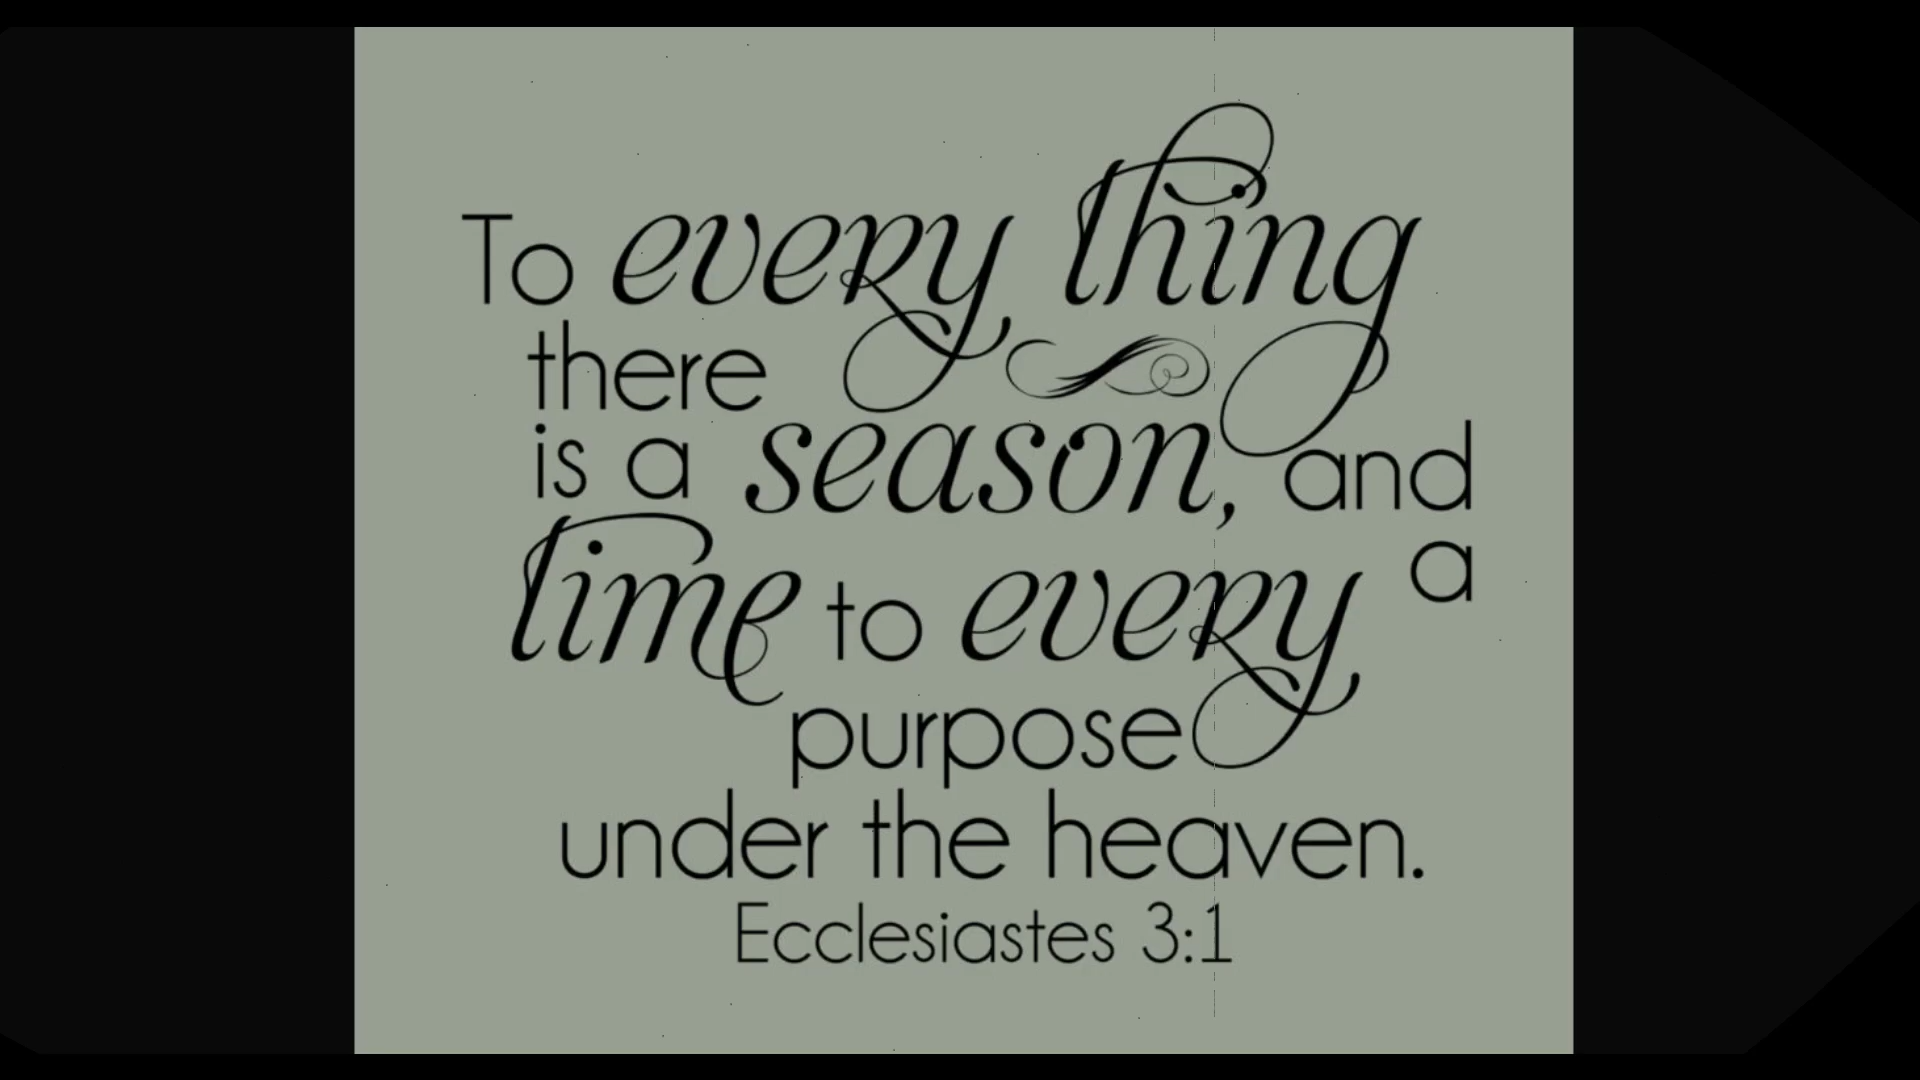 To every thing
there
is a season, and
a
time to every
purpose
under the heaven.
Ecclesiastes 3:1